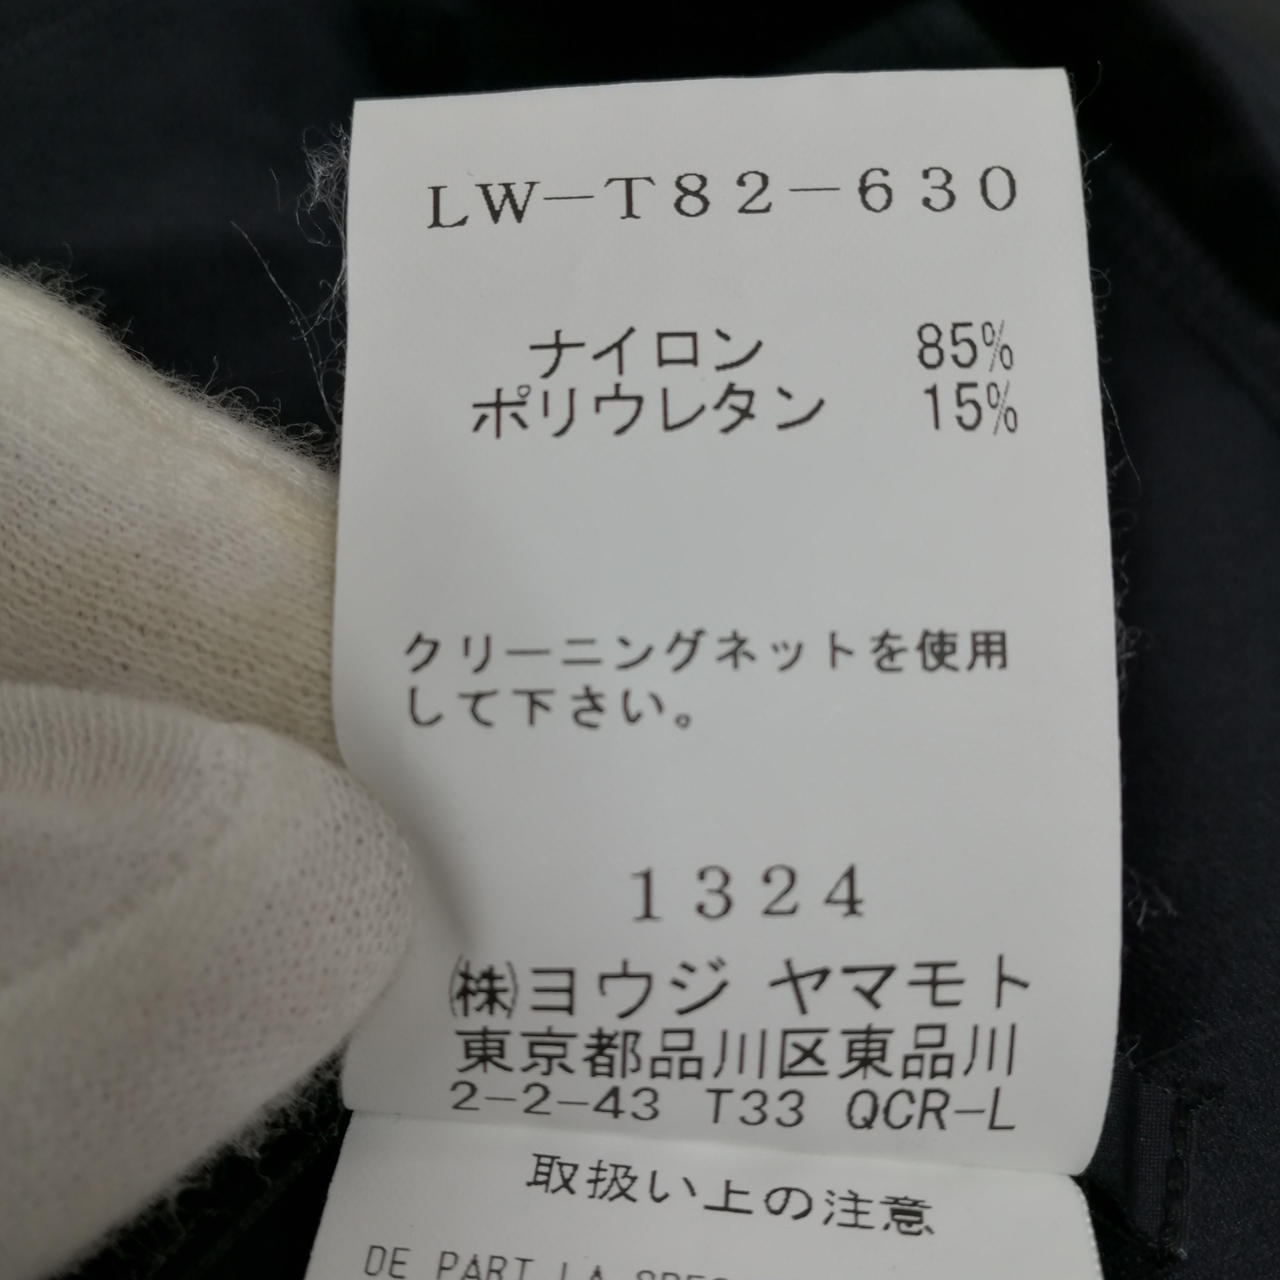 LW-T82-630
ナイロン 85%
ポリウレタン 15%
クリーニングネットを使用
して下さい。
1324
㈱ヨウジ ヤマモト
東京都品川区東品川
2-2-43 T33 QCR-L
取扱い上の注意
DE PART LA